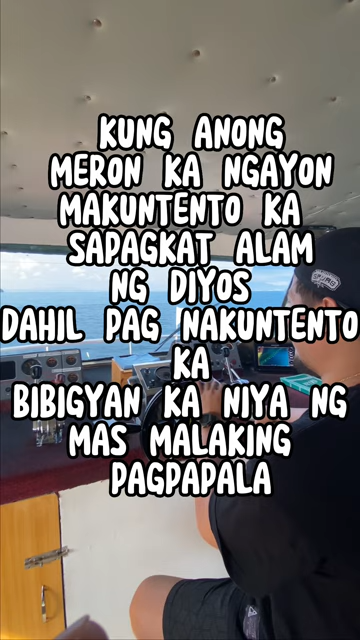 KUNG ANONG
MERON KA NGAYON
MAKUNTENTO KA
SAPAGKAT ALAM
NG DIYOS
DAHIL PAG NAKUNTENTO
KA
BIBIGYAN KA NIYA NG
MAS MALAKING
PAGPAPALA
SPURS